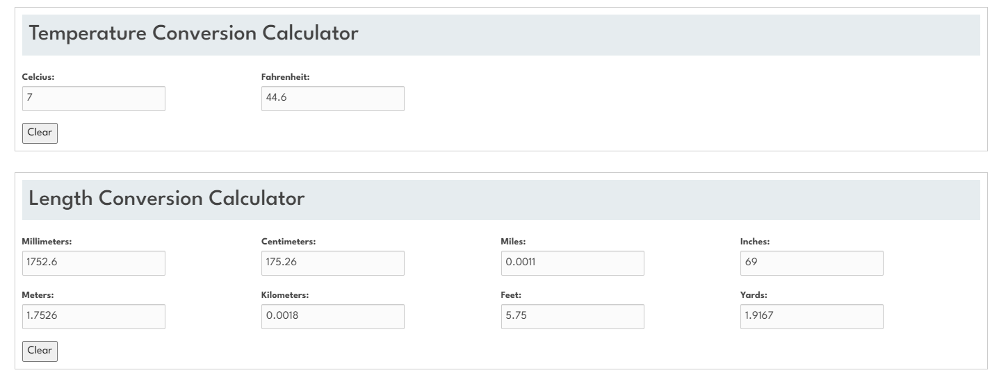 Temperature Conversion Calculator
Celcius: Fahrenheit:
7 44.6
Clear
Length Conversion Calculator
Millimeters: Centimeters: Miles: Inches:
1752.6 175.26 0.0011 69
Meters: Kilometers: Feet: Yards:
1.7526 0.0018 5.75 1.9167
Clear